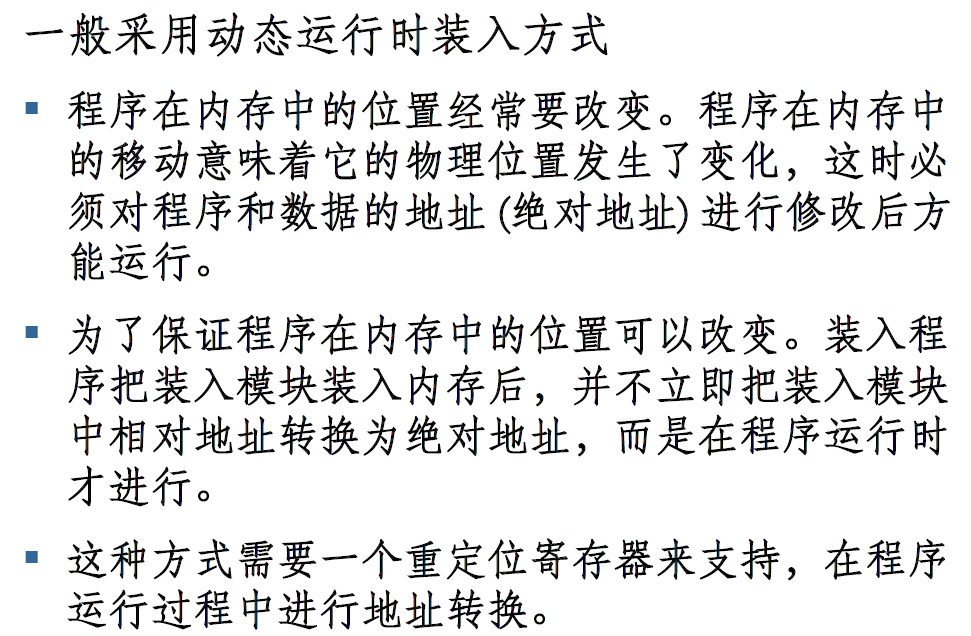 一般采用动态运行时装入方式
程序在内存中的位置经常要改变。程序在内存中
的移动意味着它的物理位置发生了变化，这时必
须对程序和数据的地址(绝对地址)进行修改后方
能运行。
为了保证程序在内存中的位置可以改变。装入程
序把装入模块装入内存后，并不立即把装入模块
中相对地址转换为绝对地址，而是在程序运行时
才进行。
这种方式需要一个重定位寄存器来支持，在程序
运行过程中进行地址转换。